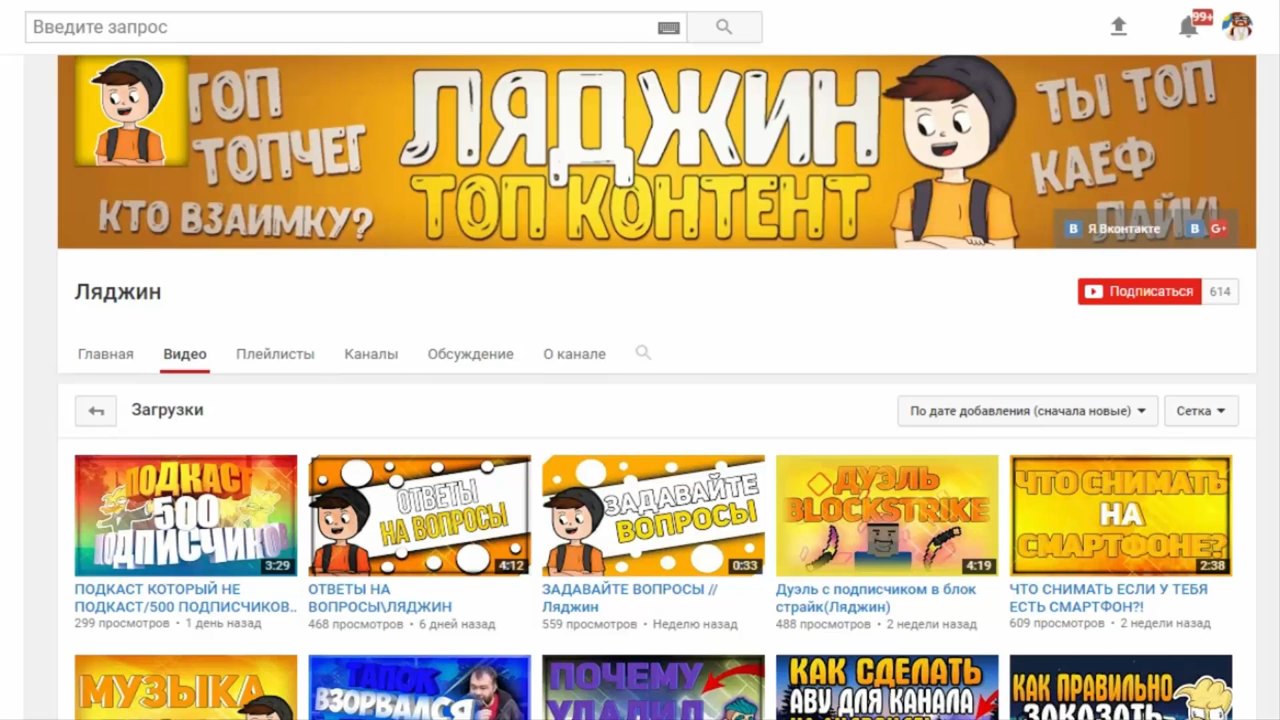 Введите запрос
99+
ГОП
ТОПЧЕГ
КТО ВЗАИМКУ?
ЛЯДЖИН
ТОП КОНТЕНТ
ТЫ ТОП
КАЕФ
ЛАЙК!
Я Вконтакте
Ляджин
Подписаться 614
Главная Видео Плейлисты Каналы Обсуждение О канале
Загрузки
По дате добавления (сначала новые) Сетка
ПОДКАСТ
500
ПОДПИСЧИКОВ
3:29
ОТВЕТЫ
НА ВОПРОСЫ
4:12
ЗАДАВАЙТЕ
ВОПРОСЫ
0:33
ДУЭЛЬ
BLOCKSTRIKE
4:19
ЧТО СНИМАТЬ
НА
СМАРТФОНЕ?
2:38
ПОДКАСТ КОТОРЫЙ НЕ
ПОДКАСТ/500 ПОДПИСЧИКОВ..
299 просмотров • 1 день назад
ОТВЕТЫ НА
ВОПРОСЫ\ЛЯДЖИН
468 просмотров • 6 дней назад
ЗАДАВАЙТЕ ВОПРОСЫ //
Ляджин
559 просмотров • Неделю назад
Дуэль с подписчиком в блок
страйк(Ляджин)
488 просмотров • 2 недели назад
ЧТО СНИМАТЬ ЕСЛИ У ТЕБЯ
ЕСТЬ СМАРТФОН?!
609 просмотров • 2 недели назад
МУЗЫКА
ТАПОК
ВЗОРВАЛСЯ
ПОЧЕМУ
УДАЛИЛ
КАК СДЕЛАТЬ
АВУ ДЛЯ КАНАЛА
КАК ПРАВИЛЬНО
ЗАКАЗАТЬ